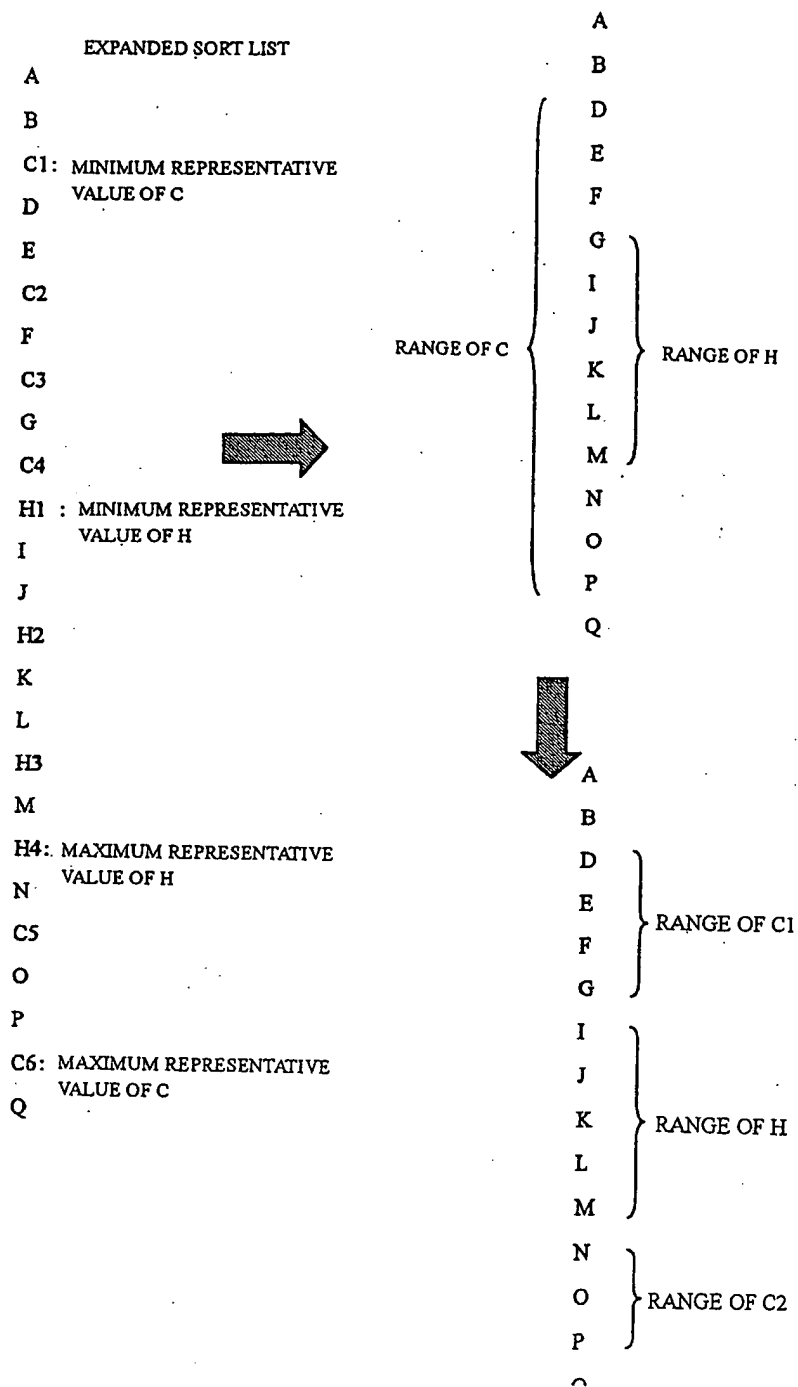 EXPANDED SORT LIST
A
B
C1: MINIMUM REPRESENTATIVE
VALUE OF C
D
E
C2
F
C3
G
C4
H1 : MINIMUM REPRESENTATIVE
VALUE OF H
I
J
H2
K
L
H3
M
H4: MAXIMUM REPRESENTATIVE
VALUE OF H
N
C5
O
P
C6: MAXIMUM REPRESENTATIVE
VALUE OF C
Q
A
B
D
E
F
G
I
J
K
L
M
N
O
P
Q
RANGE OF C
RANGE OF H
A
B
D
E
F
G
I
J
K
L
M
N
O
P
RANGE OF C1
RANGE OF H
RANGE OF C2